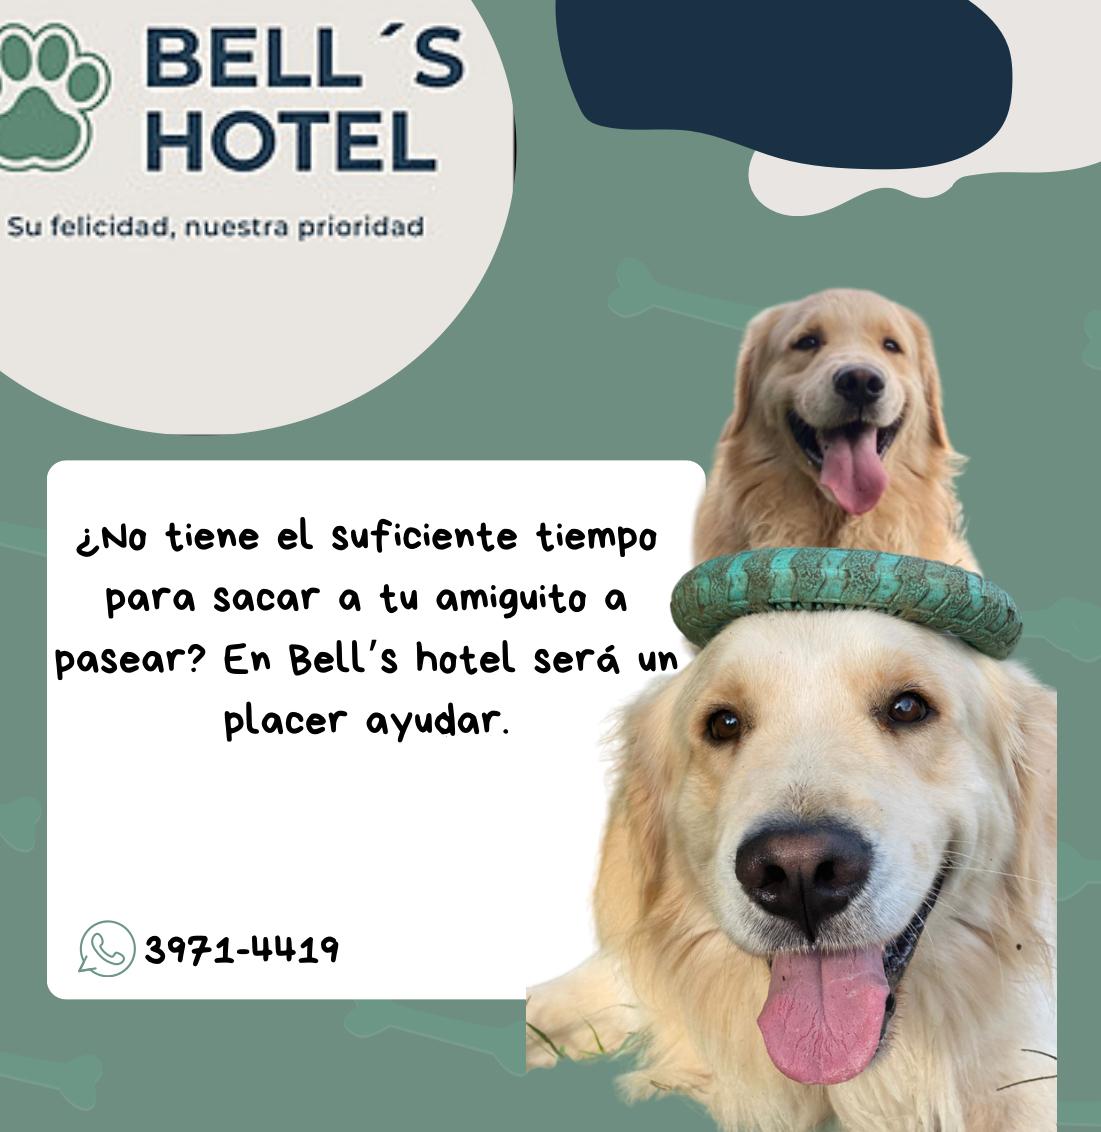 BELL´S
HOTEL
Su felicidad, nuestra prioridad
¿No tiene el suficiente tiempo
para sacar a tu amiguito a
pasear? En Bell's hotel será un
placer ayudar.
3971-4419